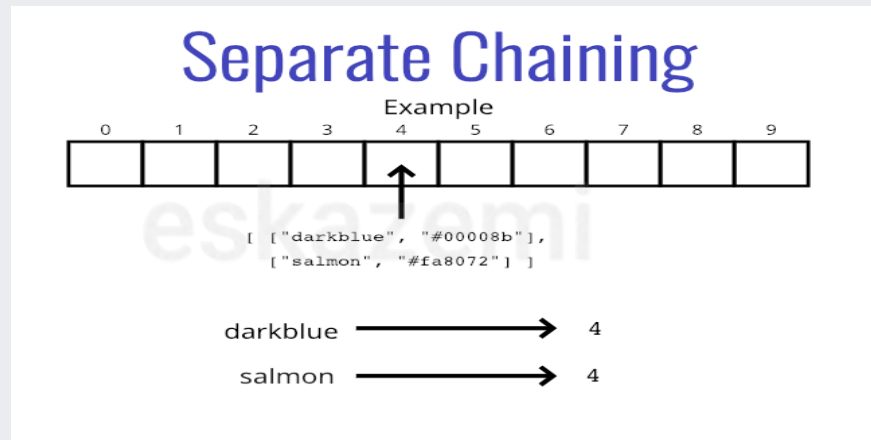 Separate Chaining
Example
0 1 2 3 4 5 6 7 8 9
eskazemi
[ ["darkblue", "#00008b"],
["salmon", "#fa8072"] ]
darkblue 4
salmon 4